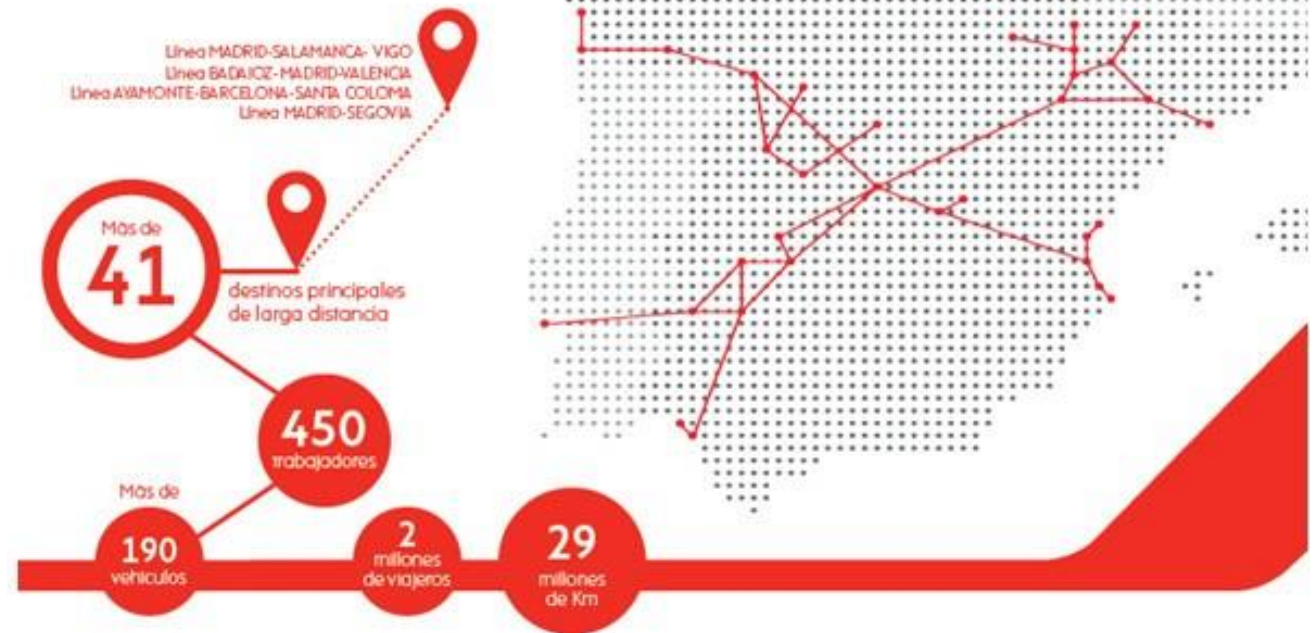 Línea MADRID-SALAMANCA- VIGO
Línea BADAJOZ-MADRID-VALENCIA
Línea AYAMONTE-BARCELONA-SANTA COLOMA
Línea MADRID-SEGOVIA
Más de
41
destinos principales
de larga distancia
450
trabajadores
Más de
190
vehículos
2
millones
de viajeros
29
millones
de Km